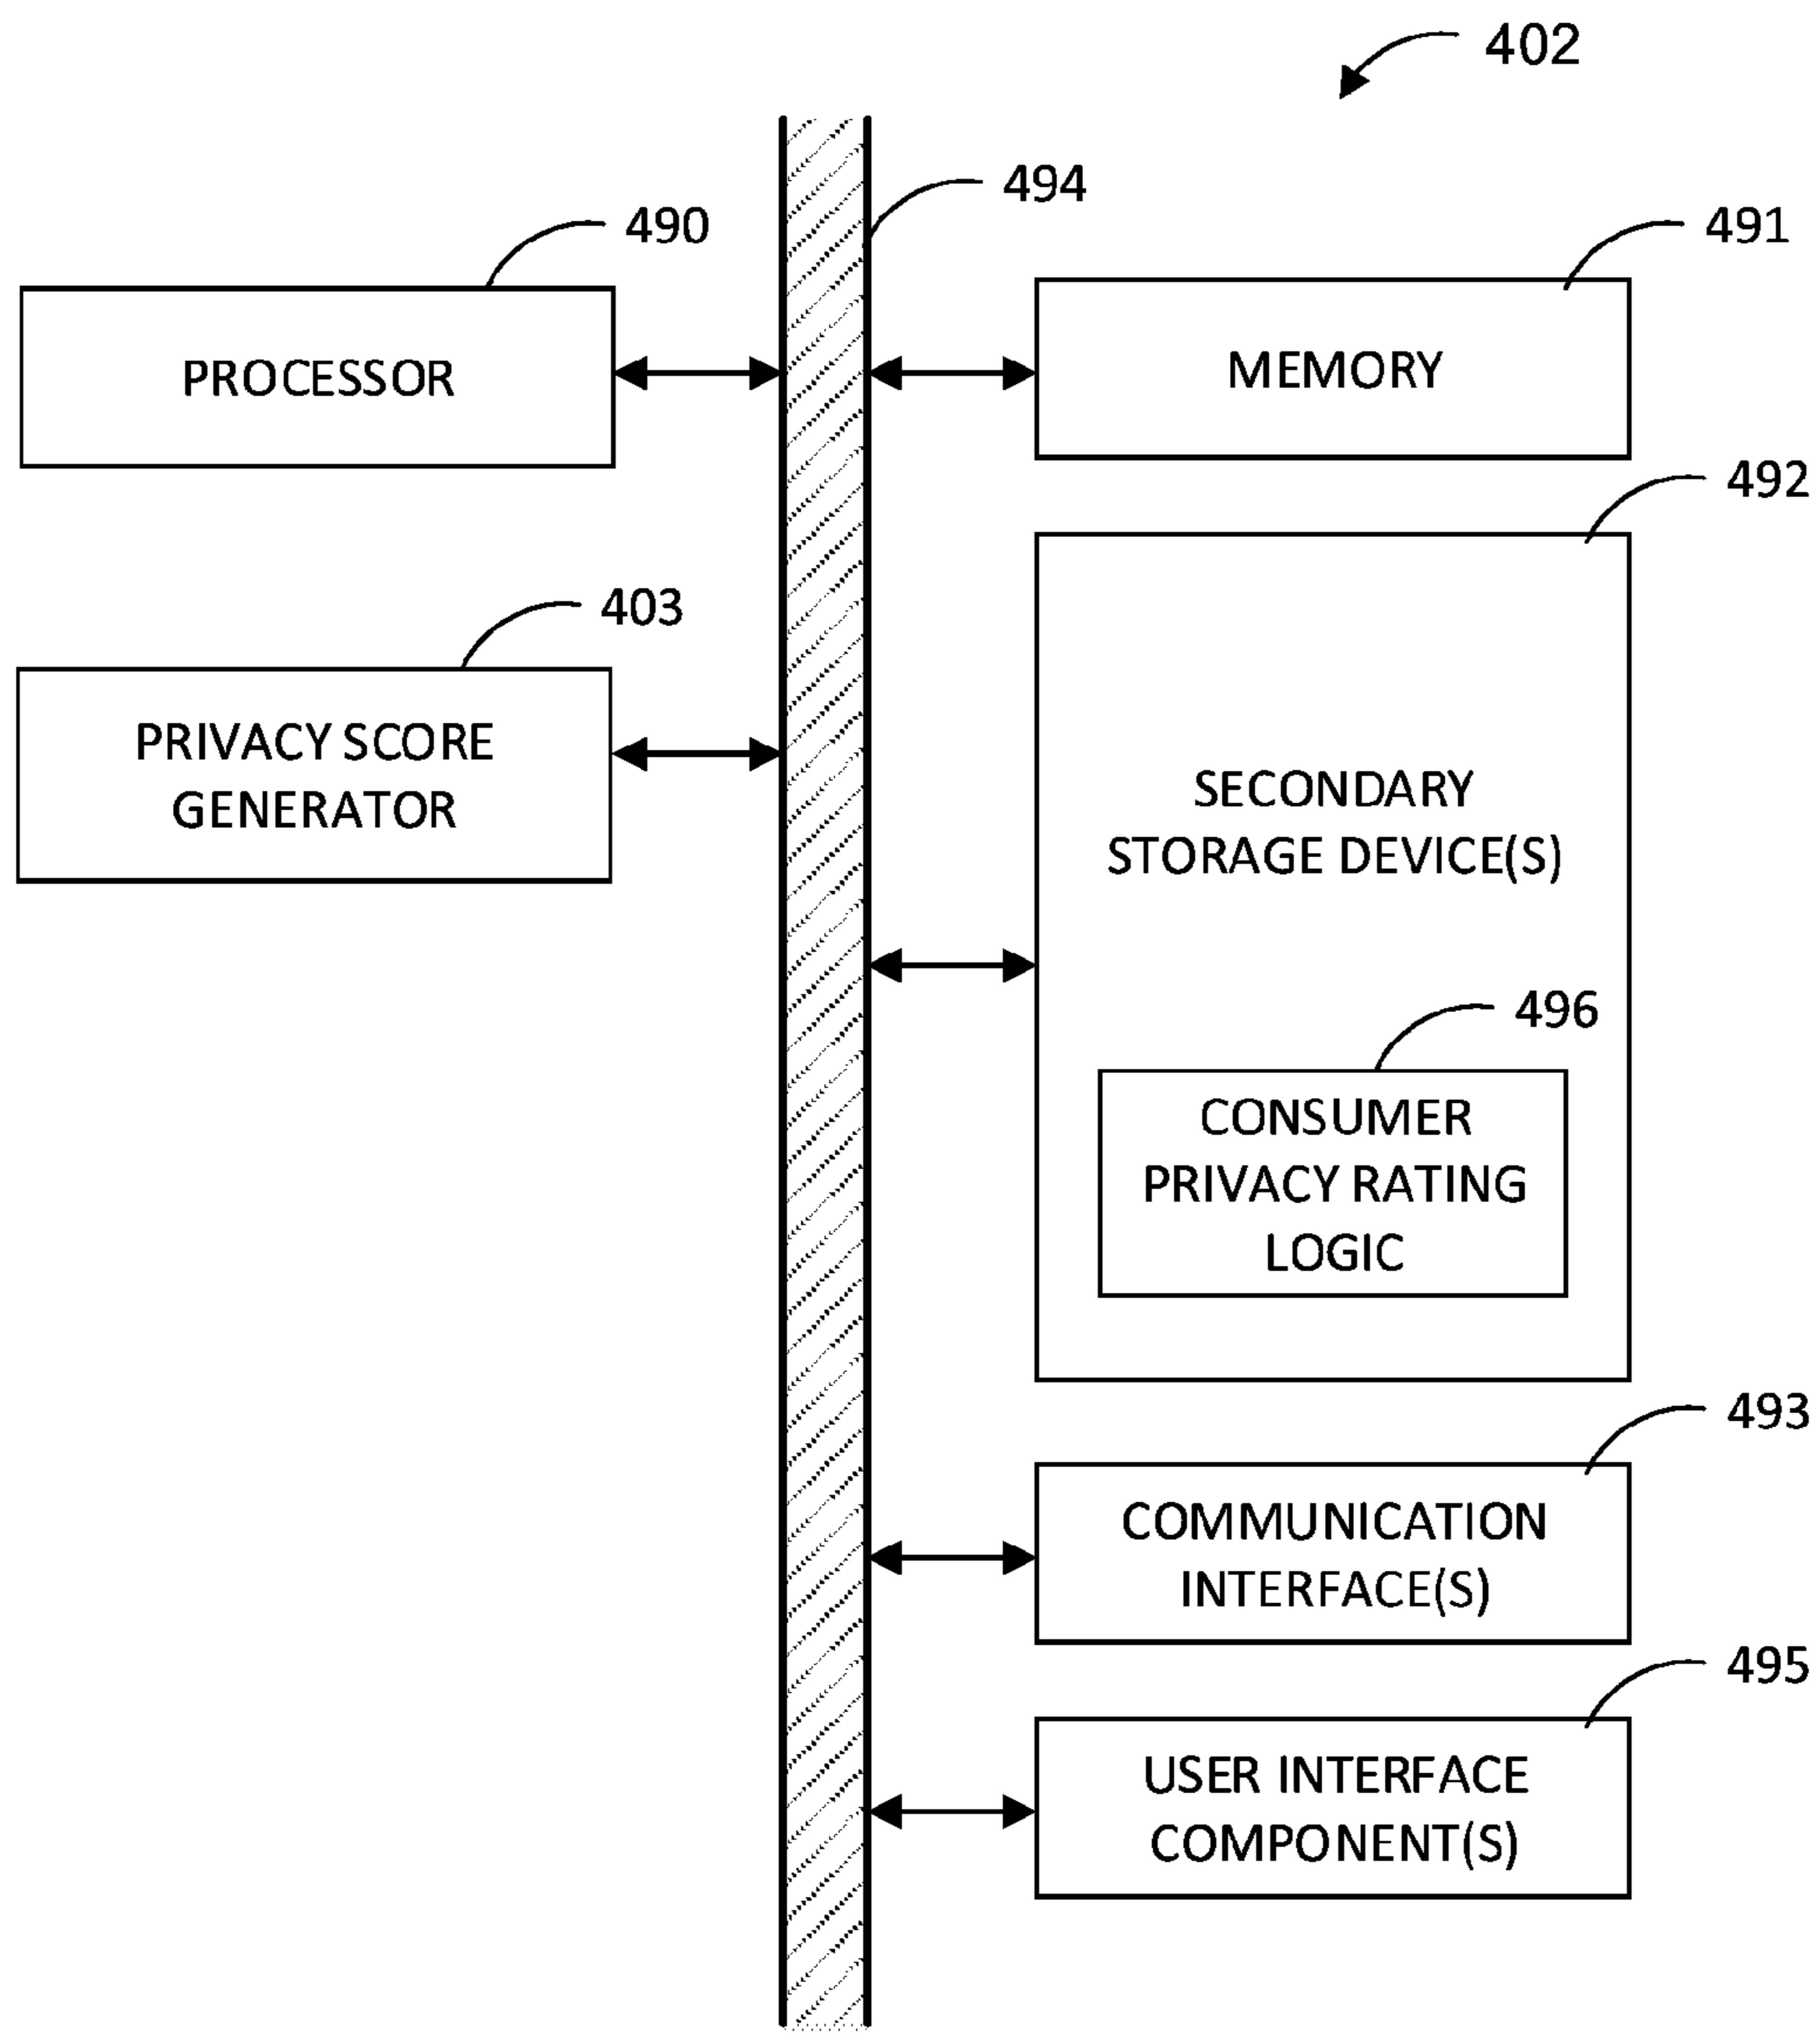 402
494
490
491
PROCESSOR
MEMORY
492
403
PRIVACY SCORE
GENERATOR
SECONDARY
STORAGE DEVICE(S)
496
CONSUMER
PRIVACY RATING
LOGIC
493
COMMUNICATION
INTERFACE(S)
495
USER INTERFACE
COMPONENT(S)